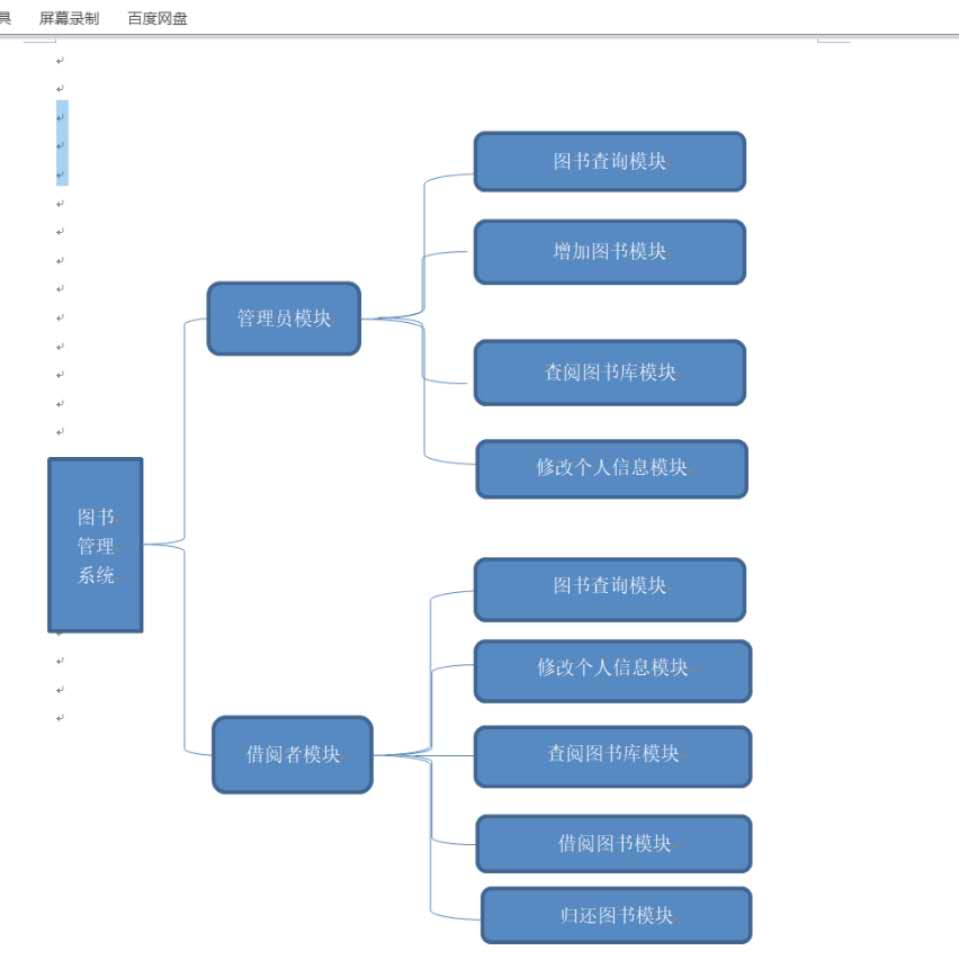 具 屏幕录制 百度网盘
图书查询模块
增加图书模块
管理员模块
查阅图书库模块
修改个人信息模块
图书
管理
系统
图书查询模块
修改个人信息模块
借阅者模块
查阅图书库模块
借阅图书模块
归还图书模块